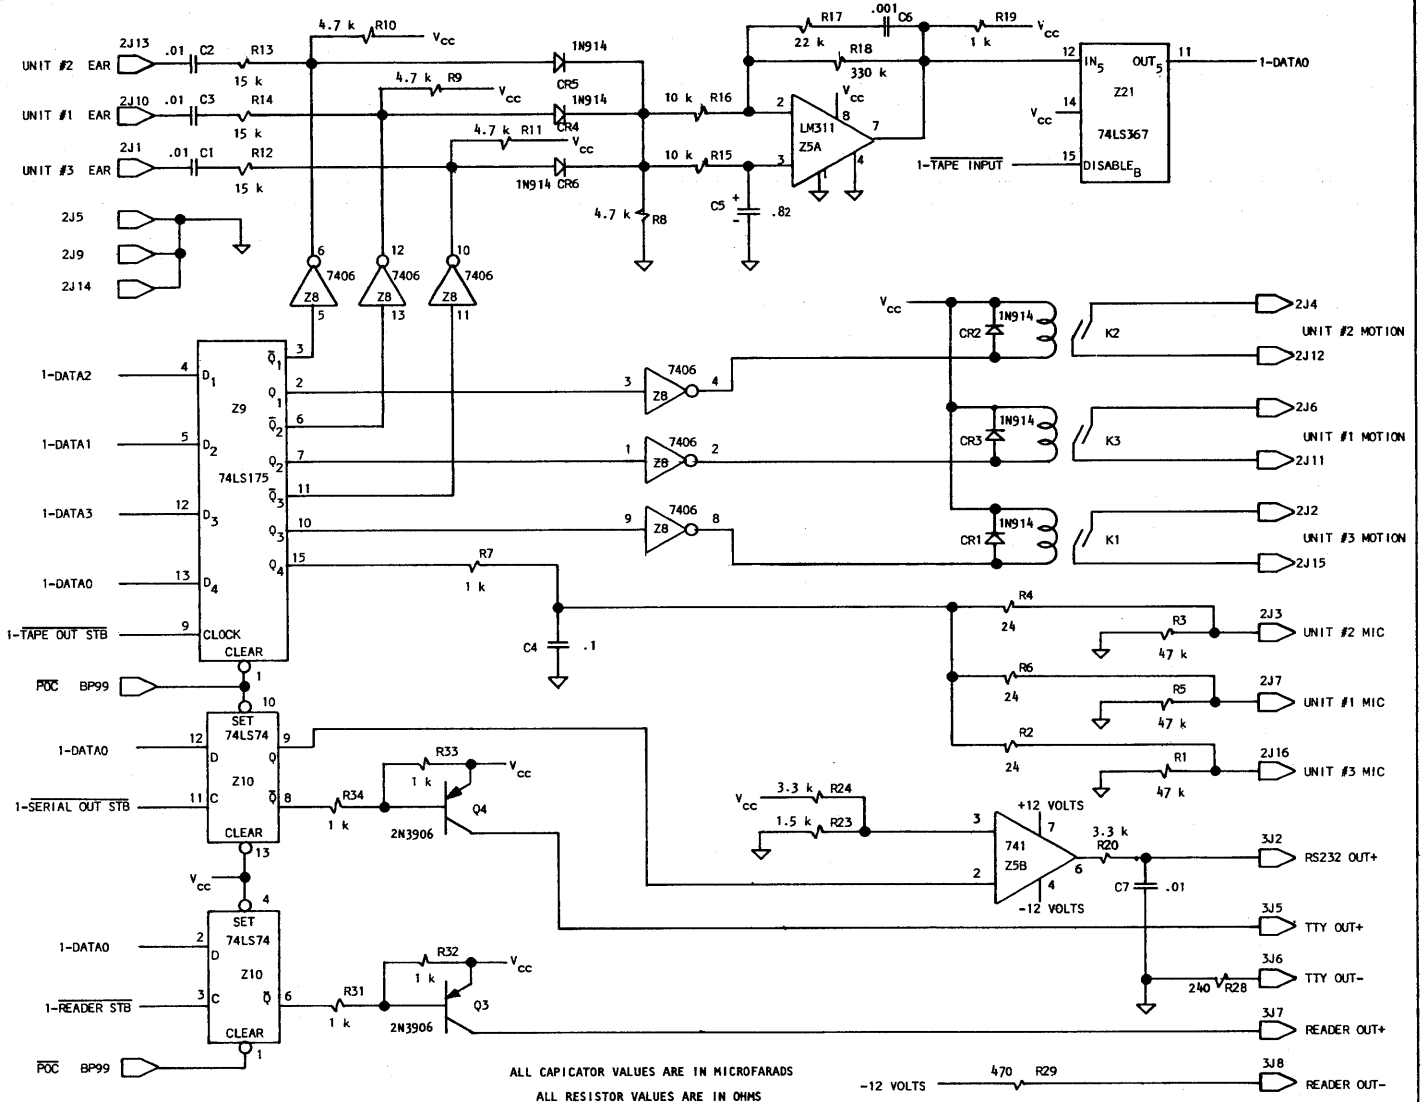 4.7 k R10 VCC
2J13 .01 C2 R13
UNIT #2 EAR
15 k
1N914
CR5
4.7 k R9 VCC
2J10 .01 C3 R14
UNIT #1 EAR
15 k
1N914
CR4
4.7 k R11 VCC
2J1 .01 C1 R12
UNIT #3 EAR
15 k
1N914 CR6
R17 .001 C6 R19 VCC
22 k 1 k
R18
330 k
10 k R16 2
VCC
8
LM311
Z5A
7
10 k R15 3
1 4
C5 + - .82
4.7 k R8
12 IN5 OUT5 11 1-DATA0
Z21
VCC 14
74LS367
1-TAPE INPUT 15 DISABLEB
2J5
2J9
2J14
6 7406 Z8 5
12 7406 Z8 13
10 7406 Z8 11
1-DATA2 4 D1
Q̅1 3
Q1 2
Z9
Q̅2 6
1-DATA1 5 D2
Q2 7
74LS175
Q̅3 11
1-DATA3 12 D3
Q3 10
Q4 15
1-DATA0 13 D4
1-TAPE OUT STB 9 CLOCK
CLEAR
1
3 7406 Z8 4
1 7406 Z8 2
9 7406 Z8 8
VCC
CR2 1N914 K2
2J4
UNIT #2 MOTION
2J12
CR3 1N914 K3
2J6
UNIT #1 MOTION
2J11
CR1 1N914 K1
2J2
UNIT #3 MOTION
2J15
R7
1 k
C4 .1
R4
24
R3
47 k
2J3
UNIT #2 MIC
R6
24
R5
47 k
2J7
UNIT #1 MIC
R2
24
R1
47 k
2J16
UNIT #3 MIC
POC BP99
10
SET
74LS74
1-DATA0 12 D Q 9
Z10
1-SERIAL OUT STB 11 C Q̅ 8
CLEAR
13
R34
1 k
R33
1 k
VCC
Q4
2N3906
VCC
3.3 k R24
VCC
1.5 k R23
3
+12 VOLTS
7
741
Z5B
2
6
4
-12 VOLTS
3.3 k
R20
C7 .01
3J2
RS232 OUT+
3J5
TTY OUT+
3J6
240 R28
TTY OUT-
4
SET
74LS74
1-DATA0 2 D
Z10
1-READER STB 3 C Q̅ 6
CLEAR
1
POC BP99
R31
1 k
R32
1 k
VCC
Q3
2N3906
3J7
READER OUT+
-12 VOLTS 470 R29
3J8
READER OUT-
ALL CAPICATOR VALUES ARE IN MICROFARADS
ALL RESISTOR VALUES ARE IN OHMS